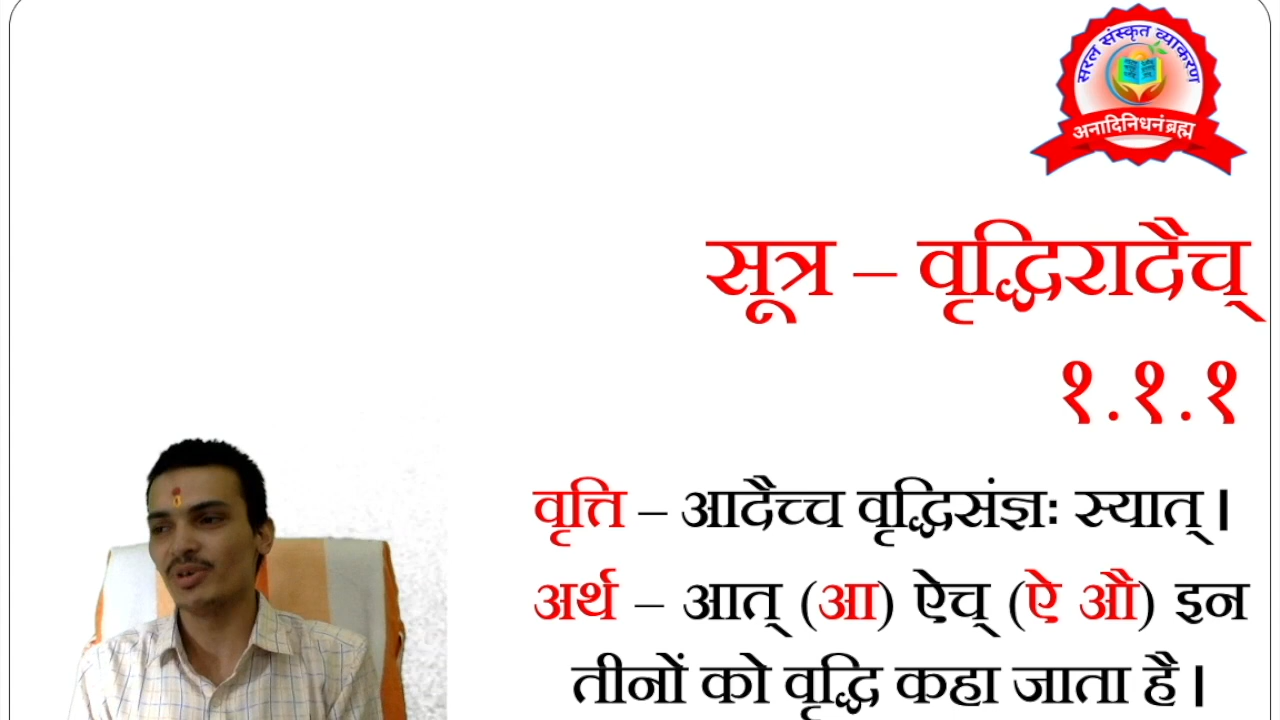 सरल संस्कृत व्याकरण
अनादिनिधनं ब्रह्म
सूत्र – वृद्धिरादैच्
१.१.१
वृत्ति – आदैच्च वृद्धिसंज्ञः स्यात् ।
अर्थ – आत् (आ) ऐच् (ऐ औ) इन
तीनों को वृद्धि कहा जाता है ।